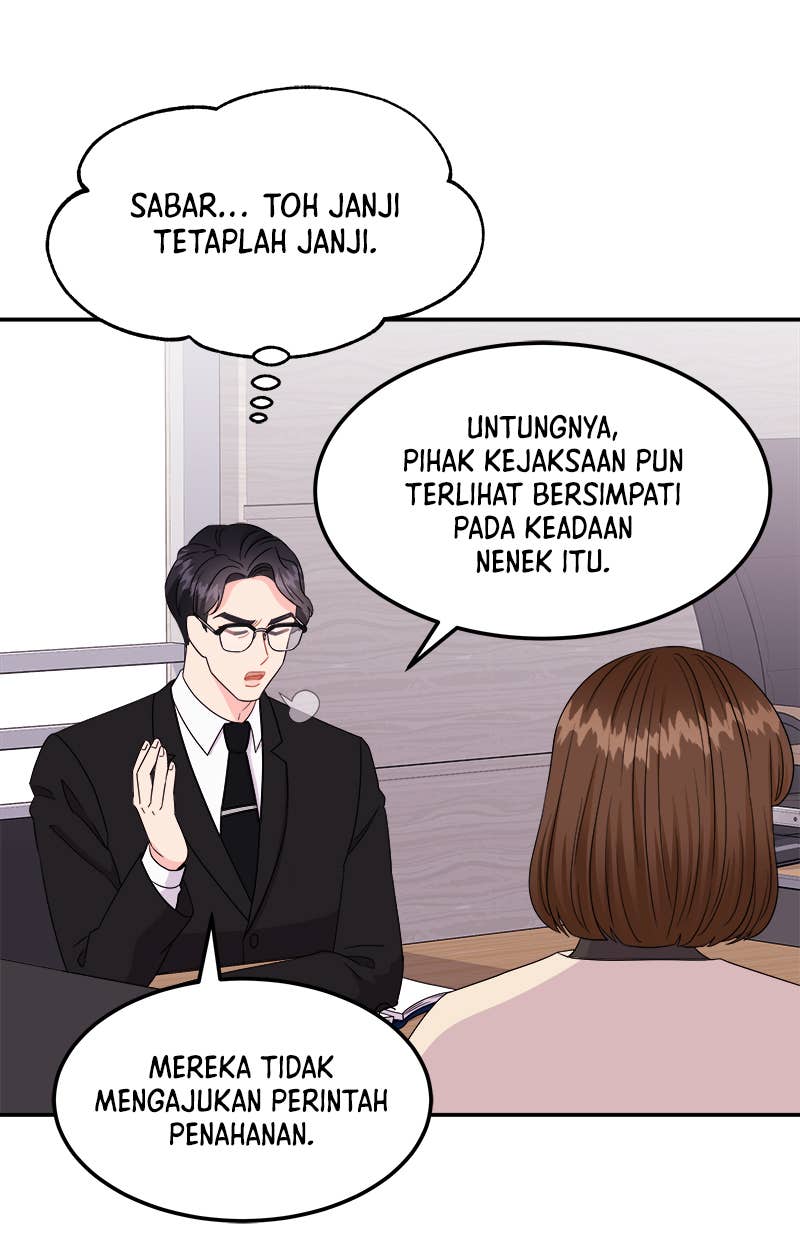 SABAR... TOH JANJI
TETAPLAH JANJI.
UNTUNGNYA,
PIHAK KEJAKSAAN PUN
TERLIHAT BERSIMPATI
PADA KEADAAN
NENEK ITU.
MEREKA TIDAK
MENGAJUKAN PERINTAH
PENAHANAN.